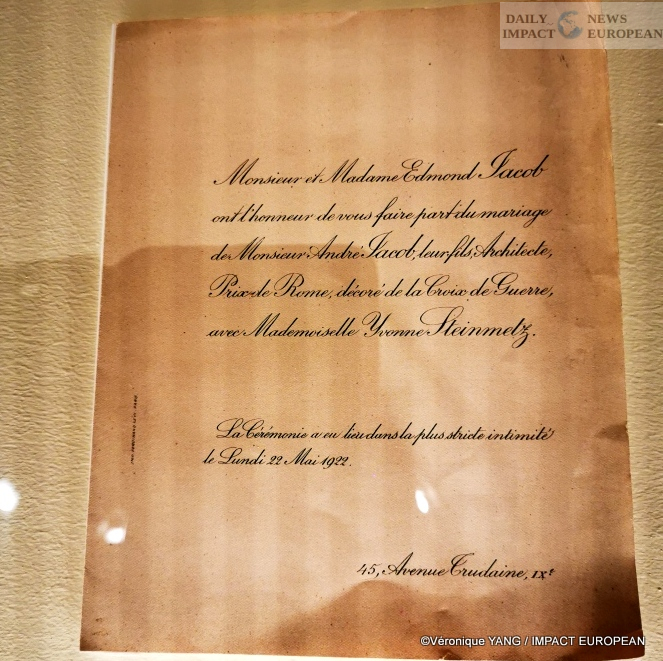 DAILY NEWS
IMPACT EUROPEAN
Monsieur et Madame Edmond Jacob
ont l'honneur de vous faire part du mariage
de Monsieur André Jacob, leur fils, Architecte,
Prix de Rome, décoré de la Croix de Guerre,
avec Mademoiselle Yvonne Steinmetz.
La Cérémonie a eu lieu dans la plus stricte intimité
le Lundi 22 Mai 1922.
45, Avenue Trudaine, IXᵉ
©Véronique YANG / IMPACT EUROPEAN